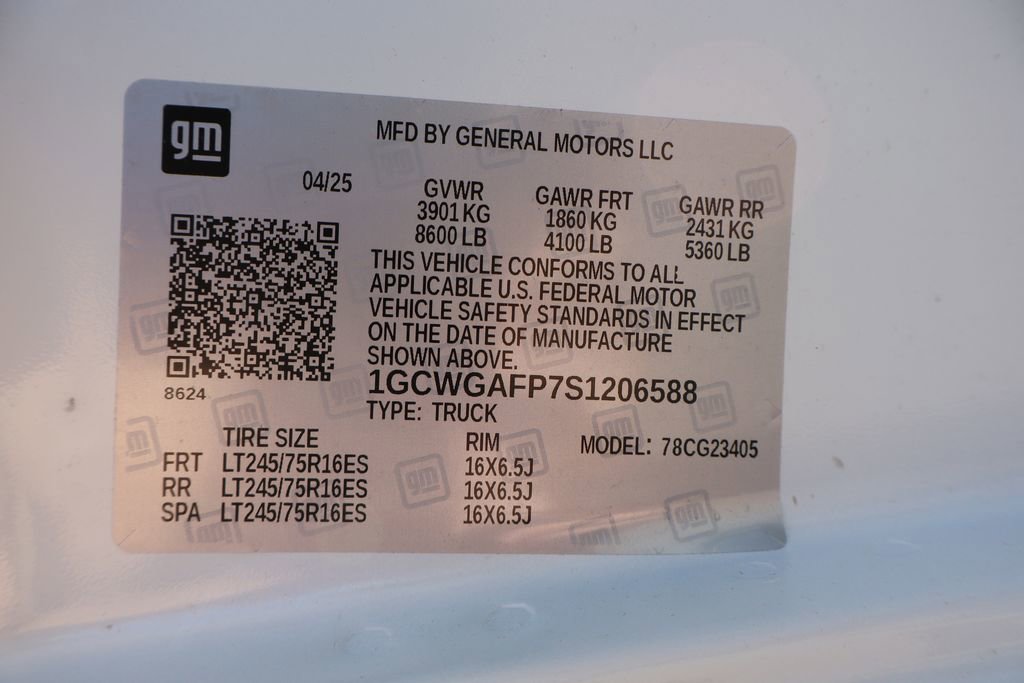 gm
MFD BY GENERAL MOTORS LLC
04/25
GVWR GAWR FRT GAWR RR
3901 KG 1860 KG 2431 KG
8600 LB 4100 LB 5360 LB
THIS VEHICLE CONFORMS TO ALL
APPLICABLE U.S. FEDERAL MOTOR
VEHICLE SAFETY STANDARDS IN EFFECT
ON THE DATE OF MANUFACTURE
SHOWN ABOVE.
8624
1GCWGAFP7S1206588
TYPE: TRUCK
TIRE SIZE RIM MODEL: 78CG23405
FRT LT245/75R16ES 16X6.5J
RR LT245/75R16ES 16X6.5J
SPA LT245/75R16ES 16X6.5J